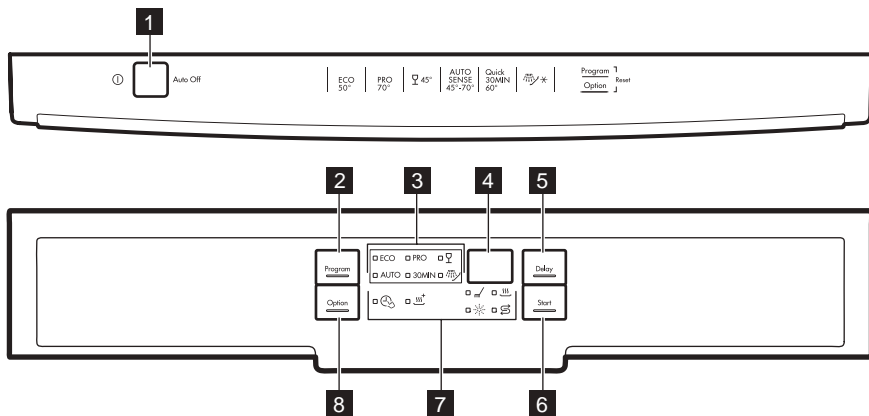 1
Auto Off
ECO 50°
PRO 70°
45°
AUTO SENSE 45°-70°
Quick 30MIN 60°
Program
Option
Reset
2
3
4
5
Program
ECO
PRO
AUTO
30MIN
Delay
Option
Start
8
7
6